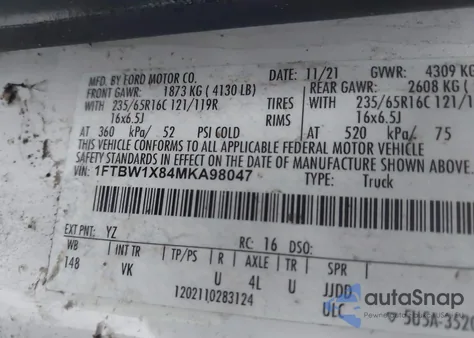 MFD. BY FORD MOTOR CO.
DATE: 11/21 GVWR: 4309 KG
FRONT GAWR: 1873 KG ( 4130 LB) REAR GAWR: 2608 KG (
WITH 235/65R16C 121/119R TIRES WITH 235/65R16C 121/1
16x6.5J RIMS 16x6.5J
AT 360 kPa/ 52 PSI COLD AT 520 kPa/ 75
THIS VEHICLE CONFORMS TO ALL APPLICABLE FEDERAL MOTOR VEHICLE
SAFETY STANDARDS IN EFFECT ON THE DATE OF MANUFACTURE SHOWN ABOVE.
VIN: 1FTBW1X84MKA98047 TYPE: Truck
EXT PNT: YZ RC: 16 DSO:
WB INT TR TP/PS R AXLE TR SPR
148 VK U 4L U JJDD
1202110283124 ULC 5U5A-3520
autoSnap